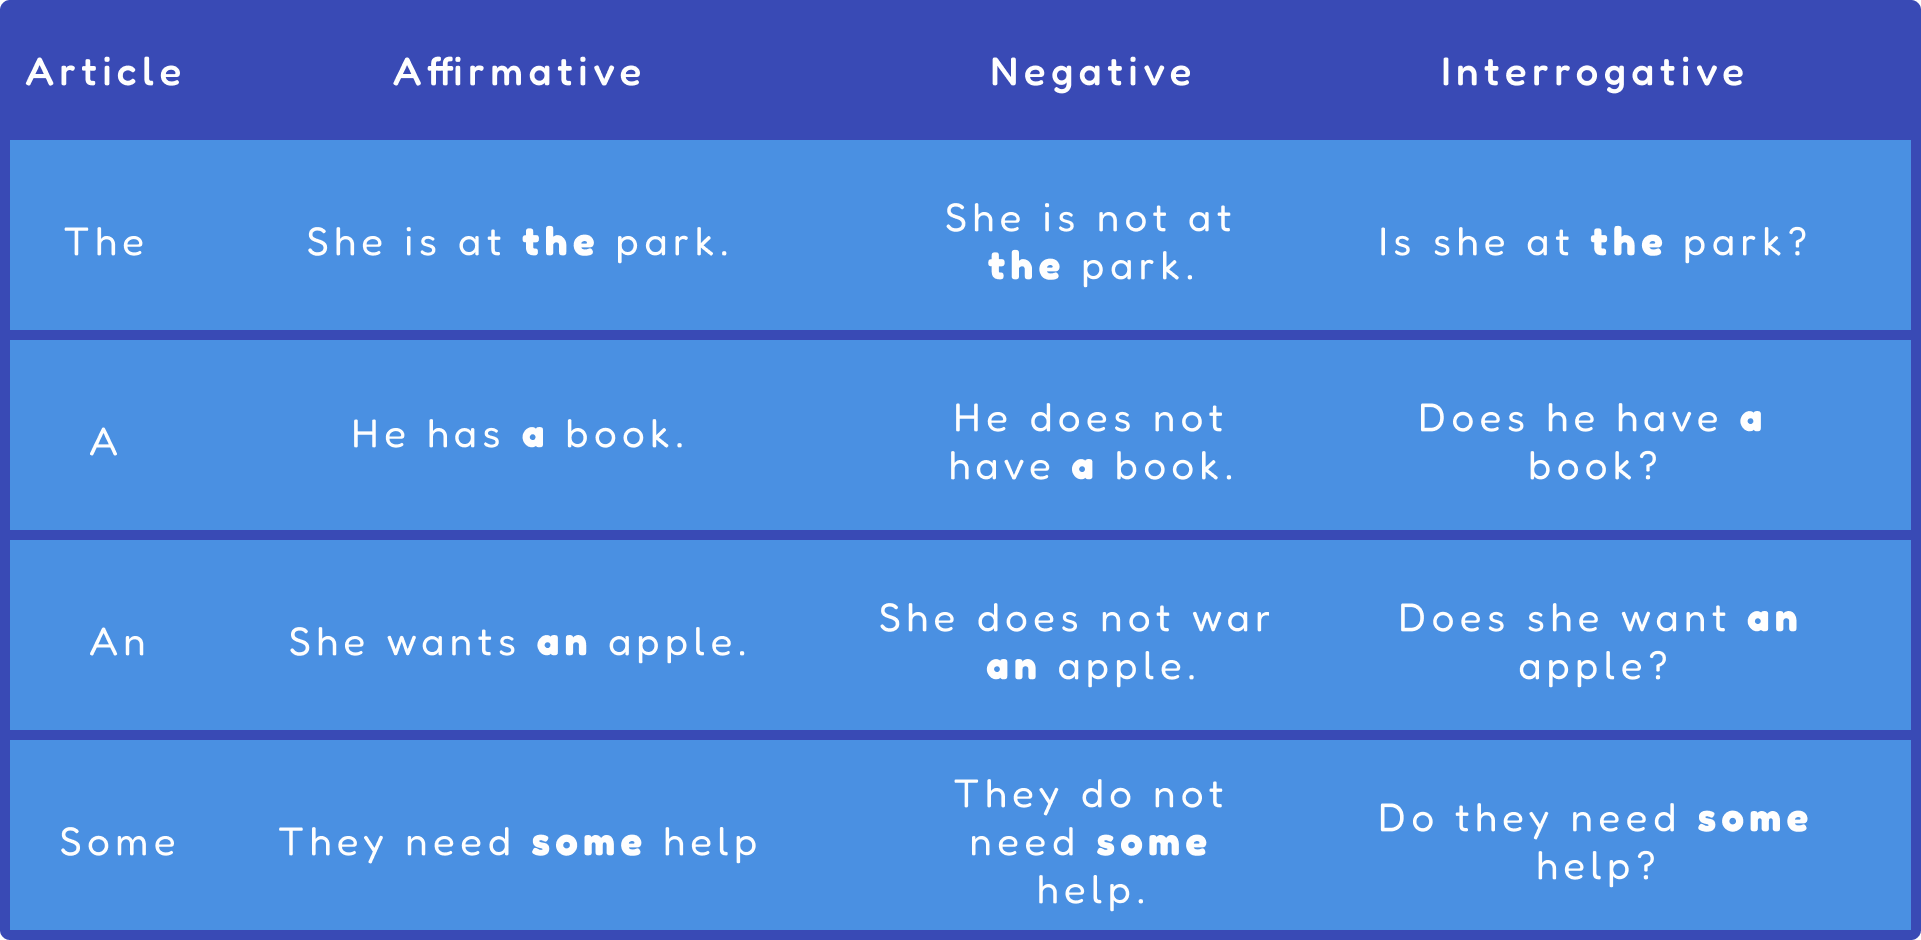 Article Affirmative Negative Interrogative
The She is at the park. She is not at
the park. Is she at the park?
A He has a book. He does not
have a book. Does he have a
book?
An She wants an apple. She does not war
an apple. Does she want an
apple?
Some They need some help They do not
need some
help. Do they need some
help?